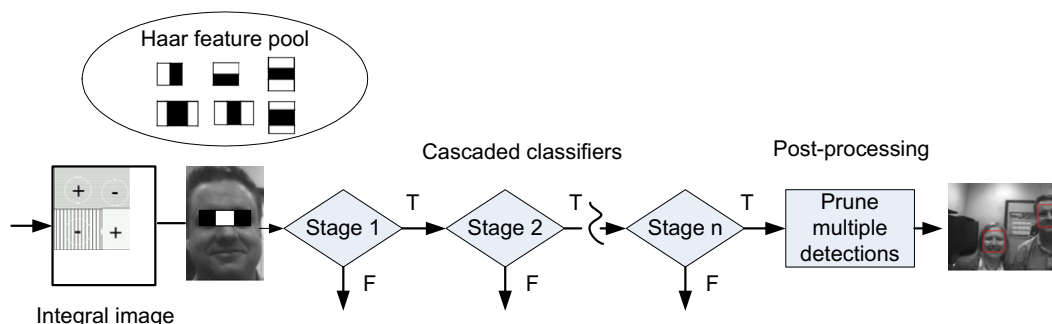 Haar feature pool
Cascaded classifiers
Post-processing
+ -
- +
Stage 1
T
Stage 2
T
Stage n
T
Prune
multiple
detections
F
F
F
Integral image